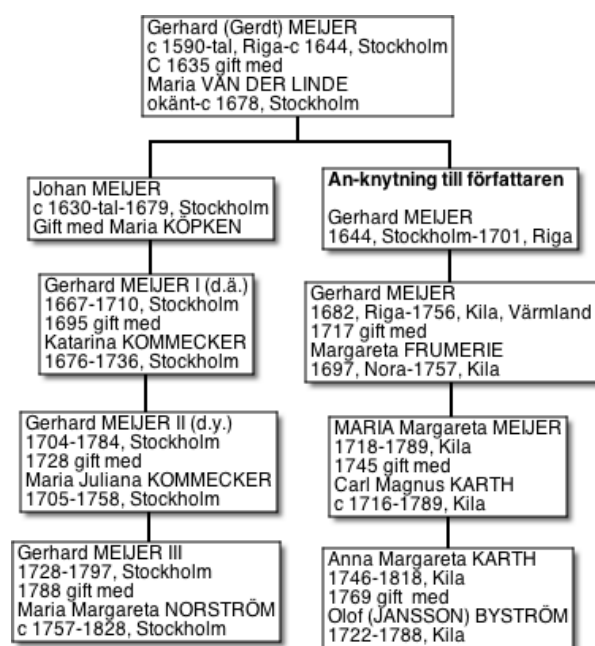 Gerhard (Gerdt) MEIJER
c 1590-tal, Riga-c 1644, Stockholm
C 1635 gift med
Maria VAN DER LINDE
okänt-c 1678, Stockholm
Johan MEIJER
c 1630-tal-1679, Stockholm
Gift med Maria KÖPKEN
Gerhard MEIJER I (d.ä.)
1667-1710, Stockholm
1695 gift med
Katarina KOMMECKER
1676-1736, Stockholm
Gerhard MEIJER II (d.y.)
1704-1784, Stockholm
1728 gift med
Maria Juliana KOMMECKER
1705-1758, Stockholm
Gerhard MEIJER III
1728-1797, Stockholm
1788 gift med
Maria Margareta NORSTRÖM
c 1757-1828, Stockholm
An-knytning till författaren
Gerhard MEIJER
1644, Stockholm-1701, Riga
Gerhard MEIJER
1682, Riga-1756, Kila, Värmland
1717 gift med
Margareta FRUMERIE
1697, Nora-1757, Kila
MARIA Margareta MEIJER
1718-1789, Kila
1745 gift med
Carl Magnus KARTH
c 1716-1789, Kila
Anna Margareta KARTH
1746-1818, Kila
1769 gift med
Olof (JANSSON) BYSTRÖM
1722-1788, Kila